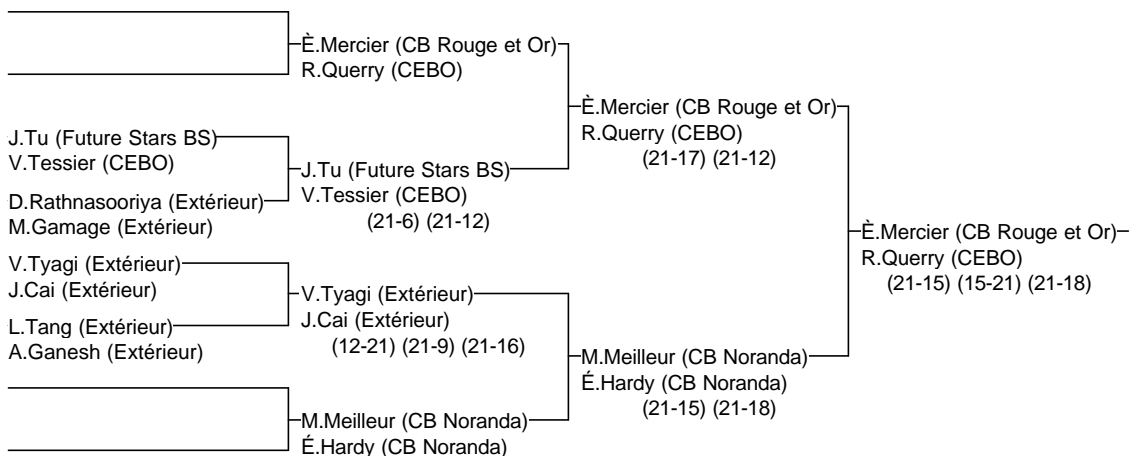 È.Mercier (CB Rouge et Or)
R.Querry (CEBO)
J.Tu (Future Stars BS)
V.Tessier (CEBO)
D.Rathnasooriya (Extérieur)
M.Gamage (Extérieur)
V.Tyagi (Extérieur)
J.Cai (Extérieur)
L.Tang (Extérieur)
A.Ganesh (Extérieur)
J.Tu (Future Stars BS)
V.Tessier (CEBO)
(21-6) (21-12)
V.Tyagi (Extérieur)
J.Cai (Extérieur)
(12-21) (21-9) (21-16)
M.Meilleur (CB Noranda)
É.Hardy (CB Noranda)
È.Mercier (CB Rouge et Or)
R.Querry (CEBO)
(21-17) (21-12)
M.Meilleur (CB Noranda)
É.Hardy (CB Noranda)
(21-15) (21-18)
È.Mercier (CB Rouge et Or)
R.Querry (CEBO)
(21-15) (15-21) (21-18)